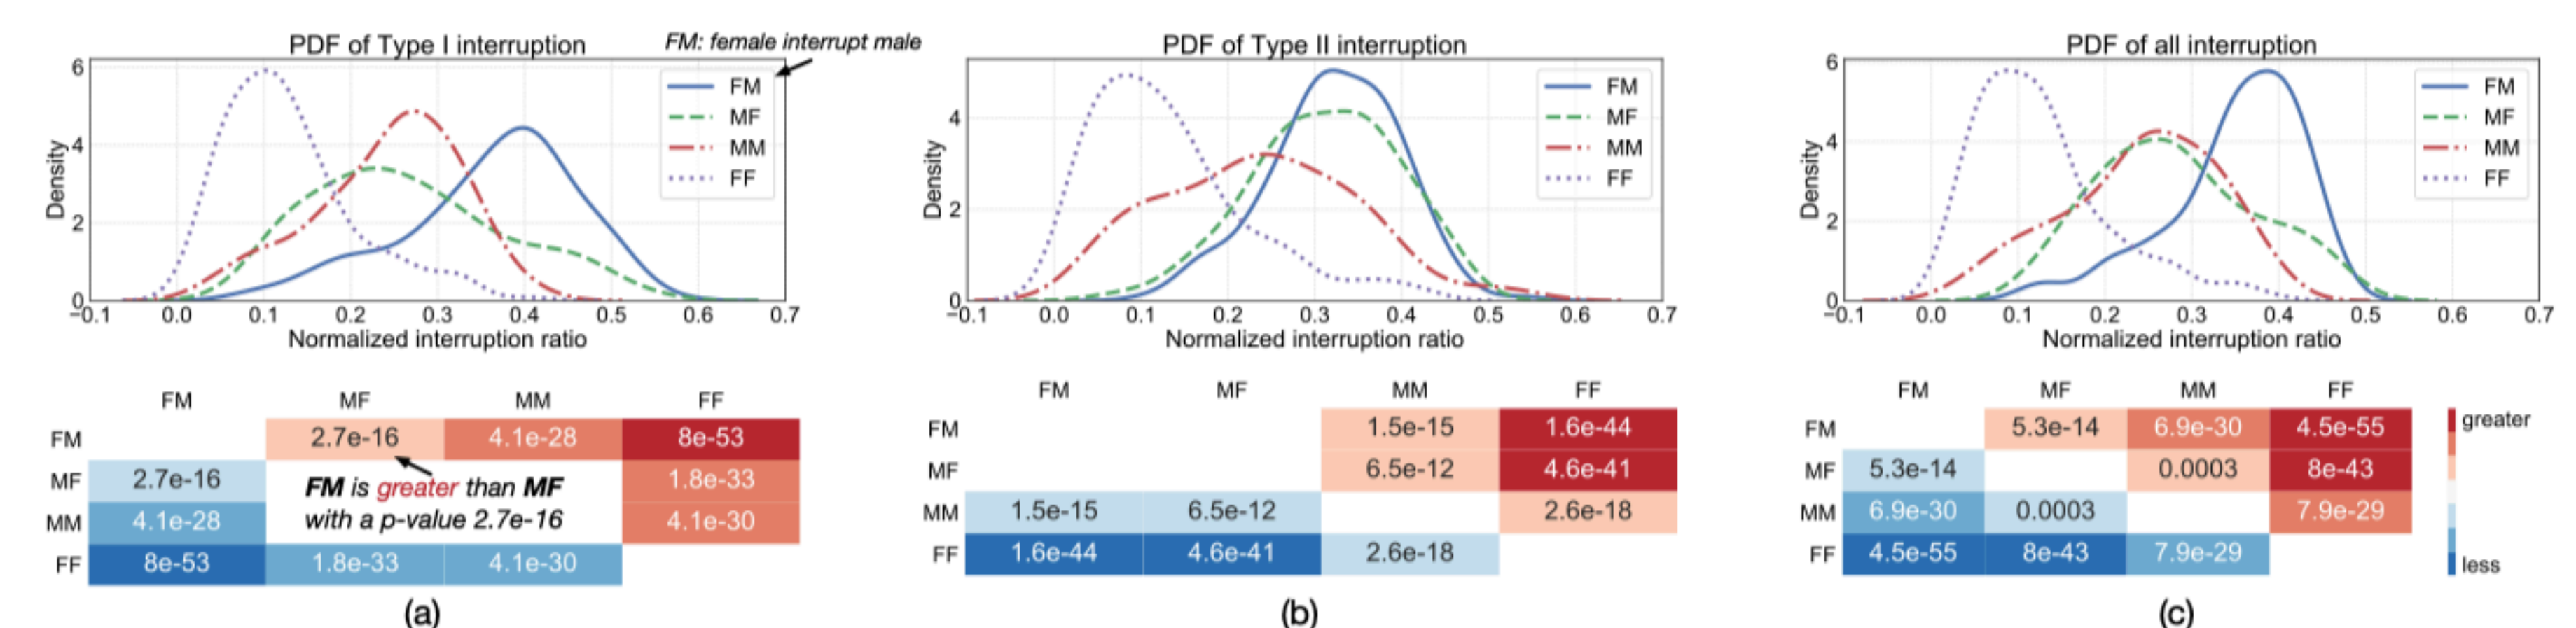 PDF of Type I interruption
FM: female interrupt male
6
4
2
0
Density
FM
MF
MM
FF
−0.1 0.0 0.1 0.2 0.3 0.4 0.5 0.6 0.7
Normalized interruption ratio
FM MF MM FF
FM 2.7e-16 4.1e-28 8e-53
MF 2.7e-16 1.8e-33
MM 4.1e-28 4.1e-30
FF 8e-53 1.8e-33 4.1e-30
FM is greater than MF
with a p-value 2.7e-16
(a)
PDF of Type II interruption
4
2
0
Density
FM
MF
MM
FF
−0.1 0.0 0.1 0.2 0.3 0.4 0.5 0.6 0.7
Normalized interruption ratio
FM MF MM FF
FM 1.5e-15 1.6e-44
MF 6.5e-12 4.6e-41
MM 1.5e-15 6.5e-12 2.6e-18
FF 1.6e-44 4.6e-41 2.6e-18
(b)
PDF of all interruption
6
4
2
0
Density
FM
MF
MM
FF
−0.1 0.0 0.1 0.2 0.3 0.4 0.5 0.6 0.7
Normalized interruption ratio
FM MF MM FF
FM 5.3e-14 6.9e-30 4.5e-55
MF 5.3e-14 0.0003 8e-43
MM 6.9e-30 0.0003 7.9e-29
FF 4.5e-55 8e-43 7.9e-29
greater
less
(c)